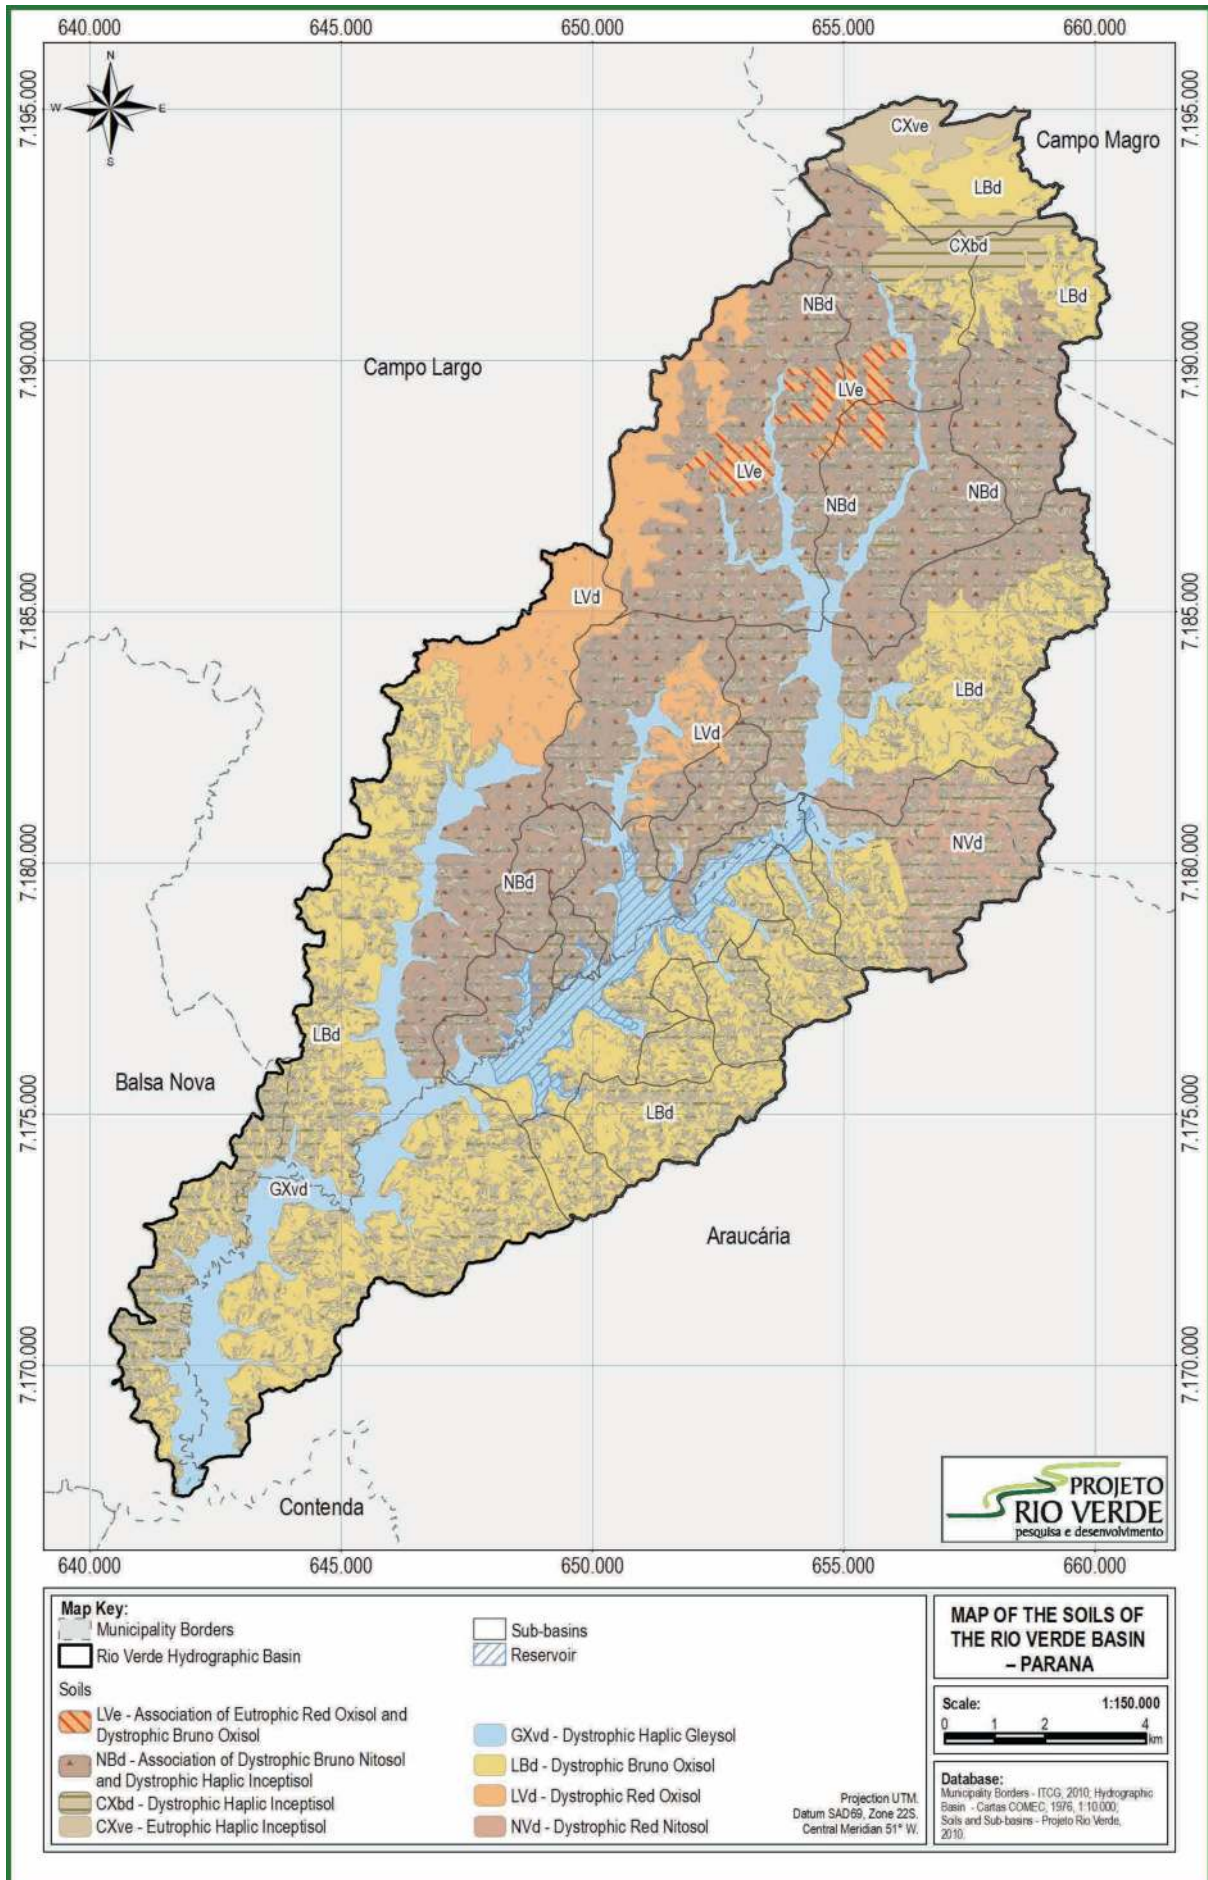 640.000 645.000 650.000 655.000 660.000
7.195.000
7.195.000
N
W E
S
CXve
Campo Magro
LBd
CXbd
LBd
NBd
7.190.000
7.190.000
Campo Largo
LVe
LVe
NBd
NBd
7.185.000
7.185.000
LVd
LBd
LVd
NVd
7.180.000
7.180.000
NBd
LBd
Balsa Nova
7.175.000
7.175.000
LBd
GXvd
Araucária
7.170.000
7.170.000
Contenda
PROJETO
RIO VERDE
pesquisa e desenvolvimento
640.000 645.000 650.000 655.000 660.000
Map Key:
Municipality Borders
Rio Verde Hydrographic Basin
Sub-basins
Reservoir
Soils
LVe - Association of Eutrophic Red Oxisol and
Dystrophic Bruno Oxisol
NBd - Association of Dystrophic Bruno Nitosol
and Dystrophic Haplic Inceptisol
CXbd - Dystrophic Haplic Inceptisol
CXve - Eutrophic Haplic Inceptisol
GXvd - Dystrophic Haplic Gleysol
LBd - Dystrophic Bruno Oxisol
LVd - Dystrophic Red Oxisol
NVd - Dystrophic Red Nitosol
Projection UTM.
Datum SAD69, Zone 22S.
Central Meridian 51° W.
MAP OF THE SOILS OF
THE RIO VERDE BASIN
– PARANA
Scale: 1:150.000
0 1 2 4
km
Database:
Municipality Borders - ITCG, 2010; Hydrographic
Basin - Cartas COMEC, 1976, 1:10.000;
Soils and Sub-basins - Projeto Rio Verde,
2010.